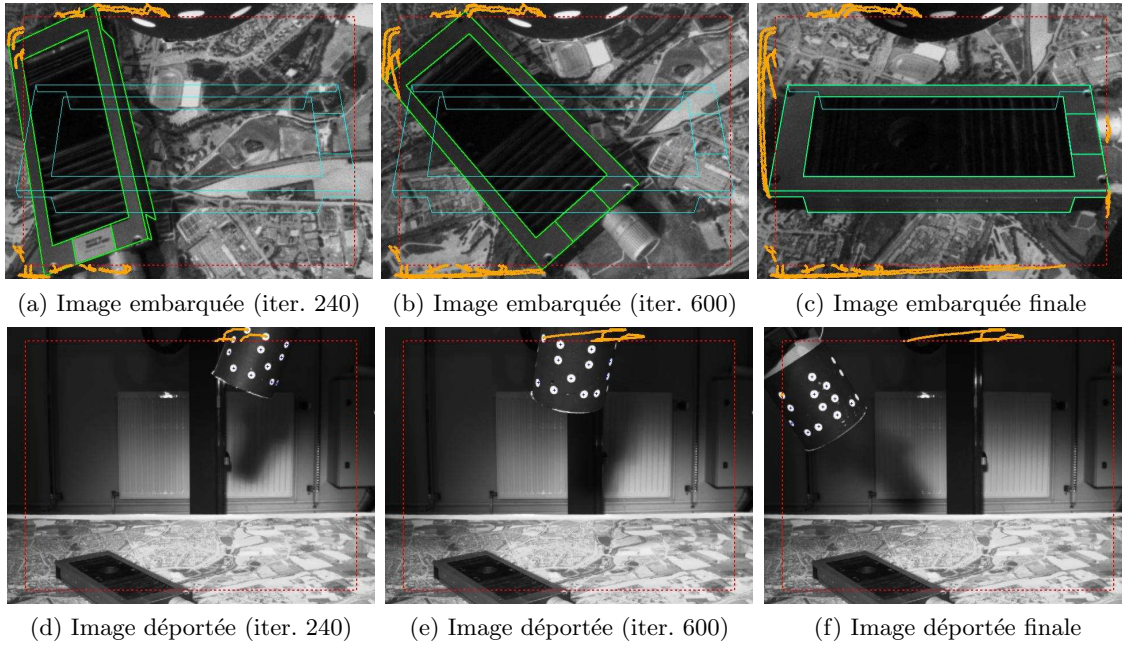 (a) Image embarquée (iter. 240)
(b) Image embarquée (iter. 600)
(c) Image embarquée finale
(d) Image déportée (iter. 240)
(e) Image déportée (iter. 600)
(f) Image déportée finale